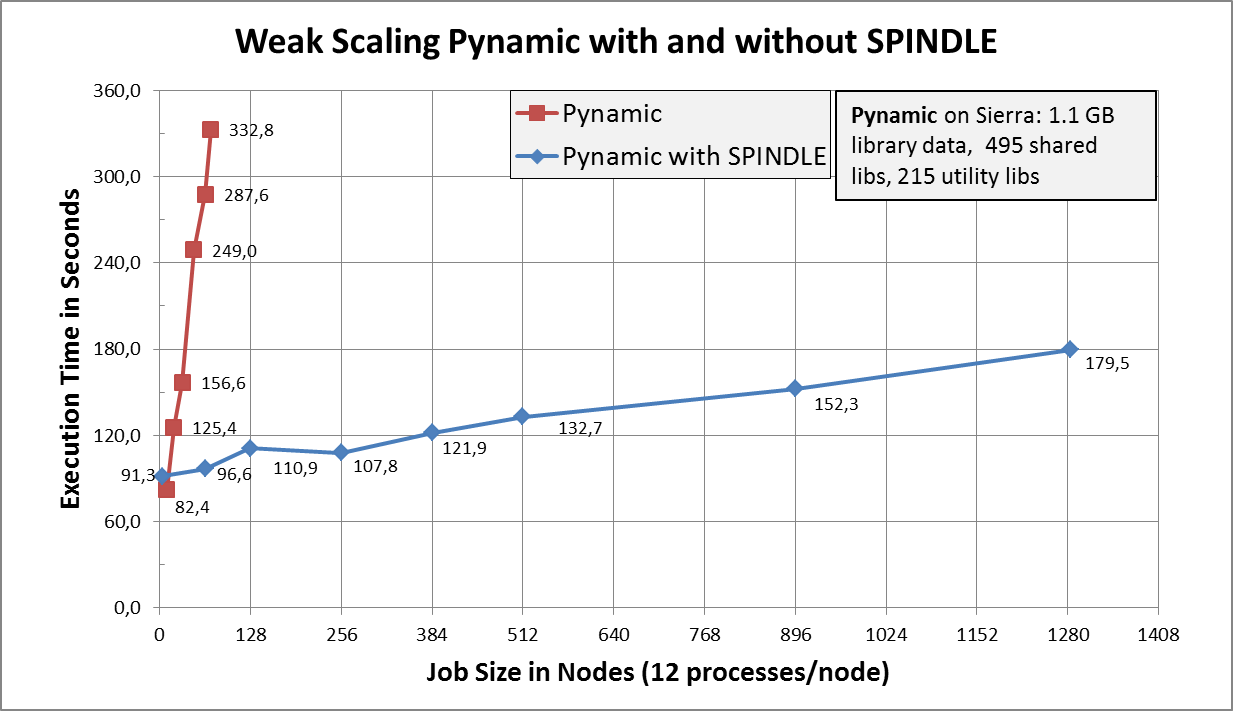 Weak Scaling Pynamic with and without SPINDLE
360,0
300,0
240,0
180,0
120,0
60,0
0,0
Execution Time in Seconds
Pynamic
Pynamic with SPINDLE
Pynamic on Sierra: 1.1 GB
library data, 495 shared
libs, 215 utility libs
332,8
287,6
249,0
156,6
125,4
82,4
91,3
96,6
110,9
107,8
121,9
132,7
152,3
179,5
0 128 256 384 512 640 768 896 1024 1152 1280 1408
Job Size in Nodes (12 processes/node)